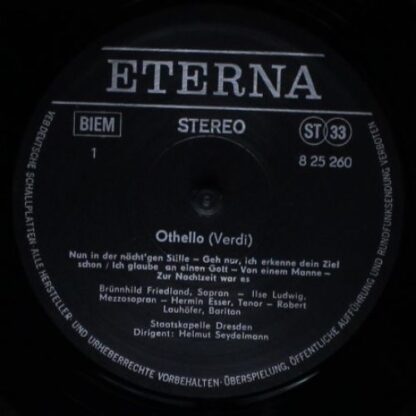 ETERNA
BIEM
STEREO
ST 33
1
8 25 260
Othello (Verdi)
Nun in der nächt'gen Stille – Geh nur, ich erkenne dein Ziel
schon / Ich glaube an einen Gott – Von einem Manne –
Zur Nachtzeit war es
Brünnhild Friedland, Sopran – Ilse Ludwig,
Mezzosopran – Hermin Esser, Tenor – Robert
Lauhöfer, Bariton
Staatskapelle Dresden
Dirigent: Helmut Seydelmann
VEB DEUTSCHE SCHALLPLATTEN ALLE HERSTELLER- UND URHEBERRECHTE VORBEHALTEN · ÜBERSPIELUNG, ÖFFENTLICHE AUFFÜHRUNG UND RUNDFUNKSENDUNG VERBOTEN